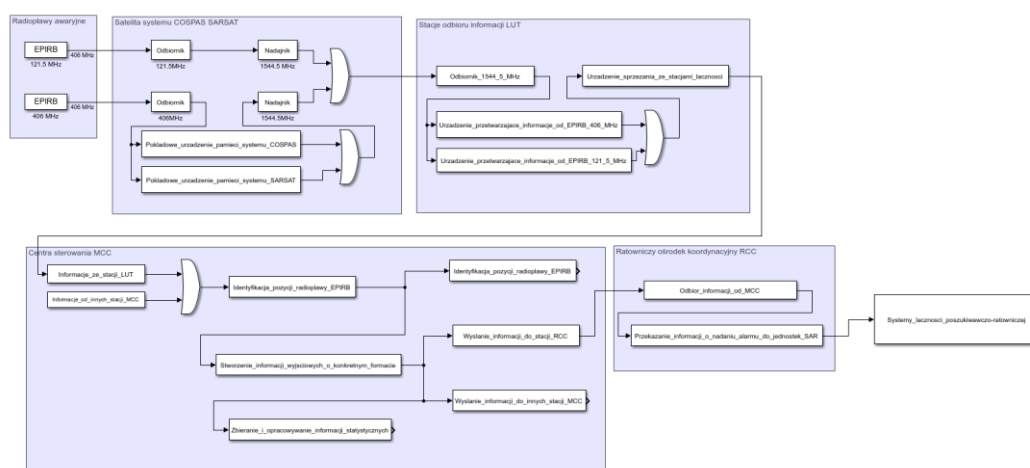 Radiopławy awaryjne
EPIRB
406 MHz
121.5 MHz
EPIRB
406 MHz
406 MHz
Satelita systemu COSPAS SARSAT
Odbiornik
121.5MHz
Nadajnik
1544.5 MHz
Odbiornik
406MHz
Nadajnik
1544.5MHz
Pokladowe_urzadzenie_pamieci_systemu_COSPAS
Pokladowe_urzadzenie_pamieci_systemu_SARSAT
Stacje odbioru informacji LUT
Odbiornik_1544_5_MHz
Urzadzenie_sprzezania_ze_stacjami_lacznosci
Urzadzenie_przetwarzajace_informacje_od_EPIRB_406_MHz
Urzadzenie_przetwarzajace_informacje_od_EPIRB_121_5_MHz
Centra sterowania MCC
Informacje_ze_stacji_LUT
Informacje_od_innych_stacji_MCC
Identyfikacja_pozycji_radioplawy_EPIRB
Identyfikacja_pozycji_radioplawy_EPIRB
Wyslanie_informacji_do_stacji_RCC
Stworzenie_informacji_wyjsciowych_o_konkretnym_formacie
Wyslanie_informacji_do_innych_stacji_MCC
Zbieranie_i_opracowywanie_informacji_statystycznych
Ratowniczy ośrodek koordynacyjny RCC
Odbior_informacji_od_MCC
Przekazanie_informacji_o_nadaniu_alarmu_do_jednostek_SAR
Systemy_lacznosci_poszukiwawczo-ratowniczej